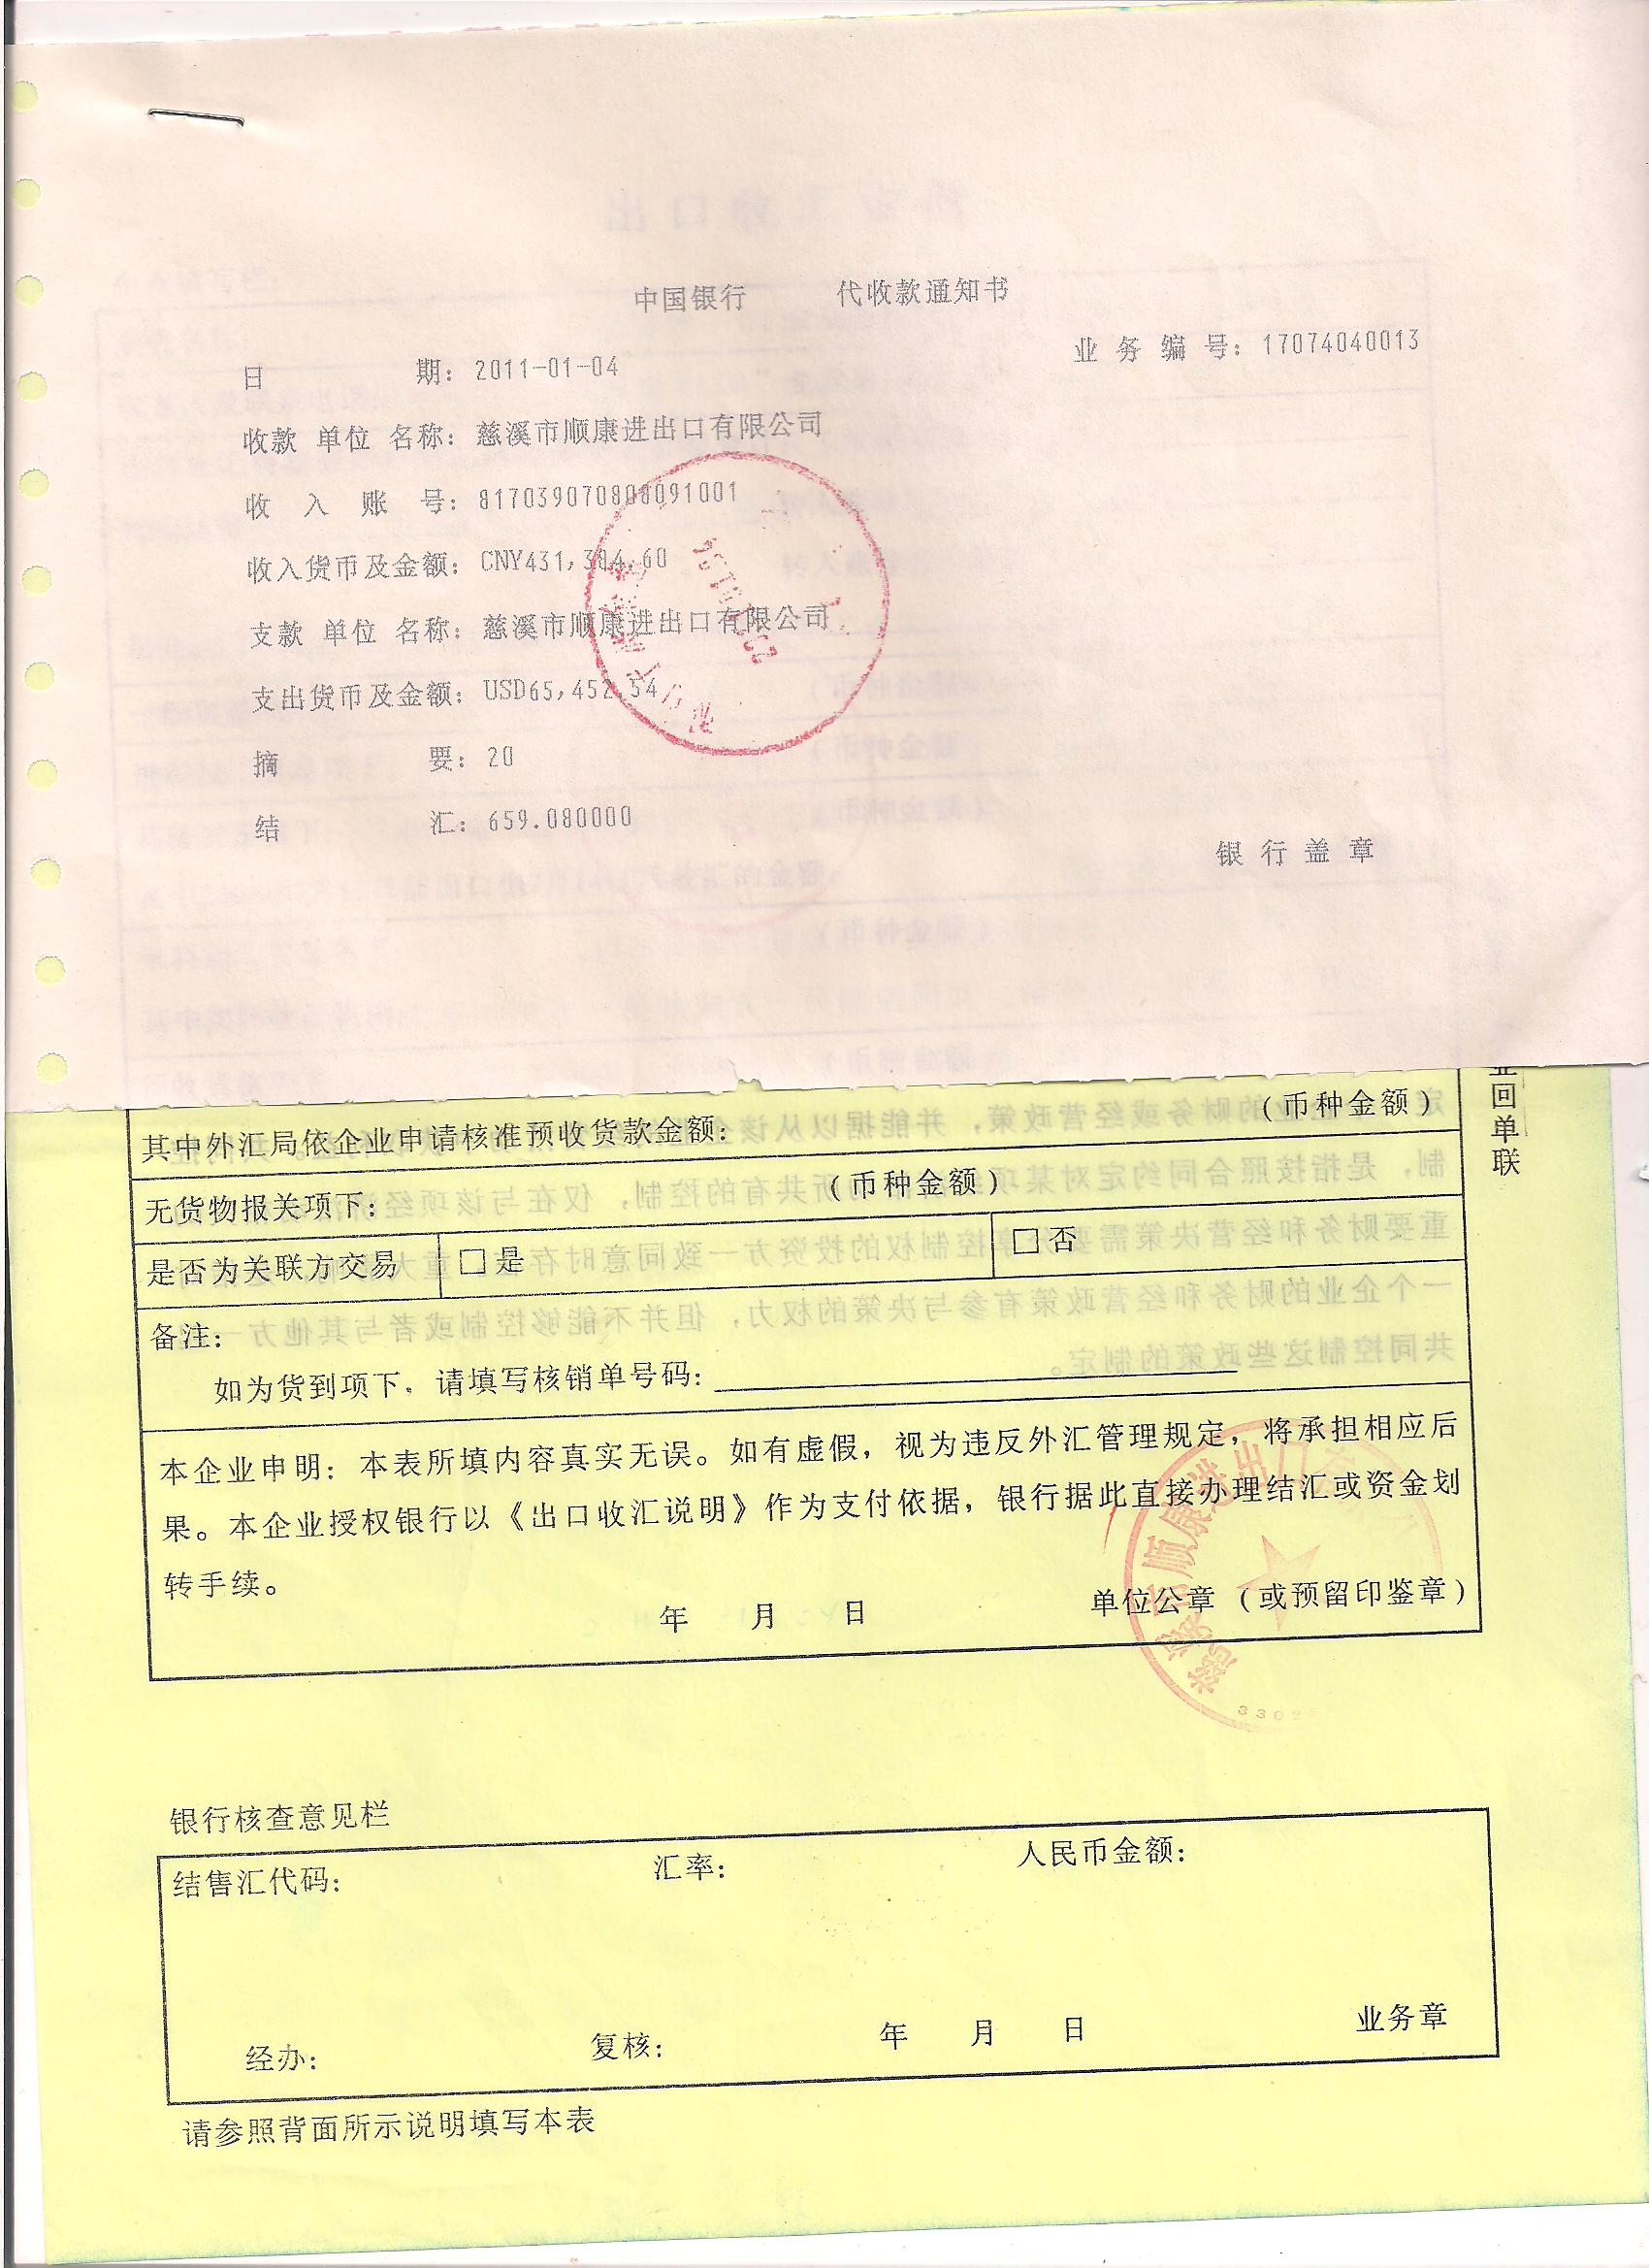 中国银行 代收款通知书
业务编号：17074040013
日 期：2011-01-04
收款单位名称：慈溪市顺康进出口有限公司
收入账号：817039070808091001
收入货币及金额：CNY431,384.60
支款单位名称：慈溪市顺康进出口有限公司
支出货币及金额：USD65,452.54
摘 要：20
结 汇：659.080000
银行盖章
回单联
其中外汇局依企业申请核准预收货款金额：（币种金额）
无货物报关项下：（币种金额）
是否为关联方交易 □是 □否
备注：
如为货到项下，请填写核销单号码：
本企业申明：本表所填内容真实无误。如有虚假，视为违反外汇管理规定，将承担相应后
果。本企业授权银行以《出口收汇说明》作为支付依据，银行据此直接办理结汇或资金划
转手续。
年 月 日 单位公章（或预留印鉴章）
慈溪市顺康进出口
3302
银行核查意见栏
结售汇代码： 汇率： 人民币金额：
经办： 复核： 年 月 日 业务章
请参照背面所示说明填写本表